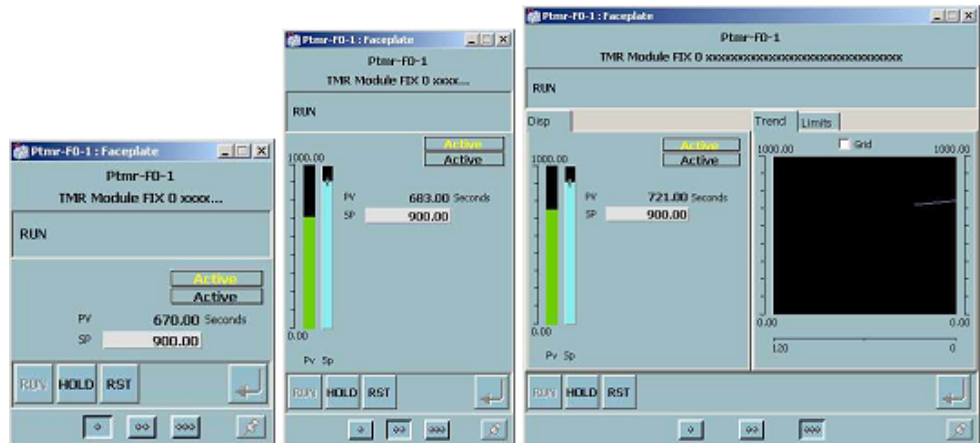 Ptmr-F0-1 : Faceplate
Ptmr-F0-1
TMR Module FIX 0 xxxx...
RUN
Active
Active
PV 670.00 Seconds
SP 900.00
RUN HOLD RST
Ptmr-F0-1 : Faceplate
Ptmr-F0-1
TMR Module FIX 0 xxxx...
RUN
Active
1000.00 Active
PV 683.00 Seconds
SP 900.00
0.00
Pv Sp
RUN HOLD RST
Ptmr-F0-1 : Faceplate
Ptmr-F0-1
TMR Module FIX 0 xxxxxxxxxxxxxxxxxxxxxxxxxxxxxxxx
RUN
Disp
Active
1000.00 Active
PV 721.00 Seconds
SP 900.00
0.00
Pv Sp
Trend Limits
Grid
1000.00 1000.00
0.00 0.00
120 0
RUN HOLD RST